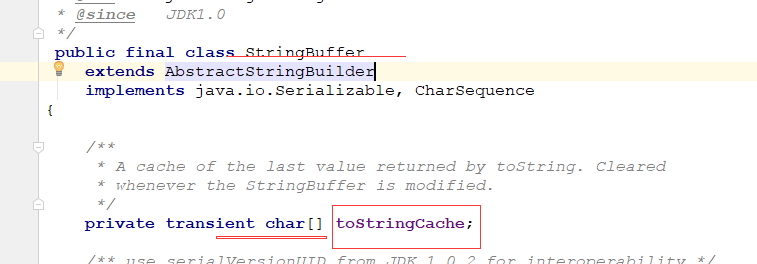 * @since   JDK1.0
*/
public final class StringBuffer
extends AbstractStringBuilder
implements java.io.Serializable, CharSequence
{
/**
* A cache of the last value returned by toString. Cleared
* whenever the StringBuffer is modified.
*/
private transient char[] toStringCache;
/** use serialVersionUID from JDK 1.0.2 for interoperability */